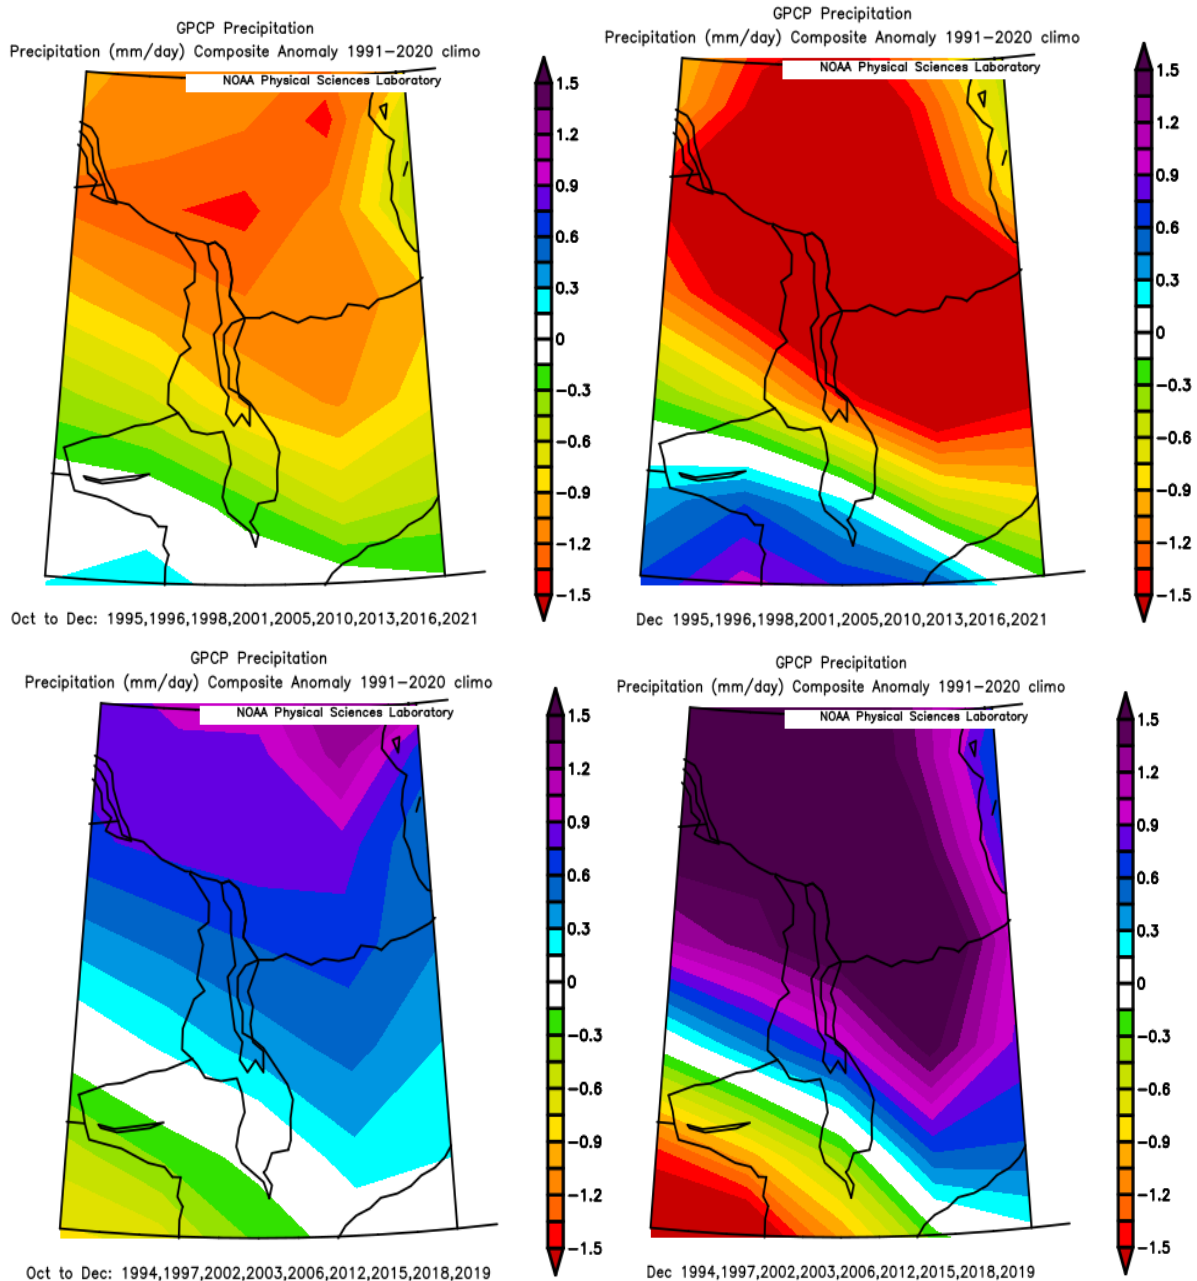 GPCP Precipitation
Precipitation (mm/day) Composite Anomaly 1991-2020 climo
NOAA Physical Sciences Laboratory
1.5
1.2
0.9
0.6
0.3
0
-0.3
-0.6
-0.9
-1.2
-1.5
Oct to Dec: 1995,1996,1998,2001,2005,2010,2013,2016,2021
GPCP Precipitation
Precipitation (mm/day) Composite Anomaly 1991-2020 climo
NOAA Physical Sciences Laboratory
1.5
1.2
0.9
0.6
0.3
0
-0.3
-0.6
-0.9
-1.2
-1.5
Dec 1995,1996,1998,2001,2005,2010,2013,2016,2021
GPCP Precipitation
Precipitation (mm/day) Composite Anomaly 1991-2020 climo
NOAA Physical Sciences Laboratory
1.5
1.2
0.9
0.6
0.3
0
-0.3
-0.6
-0.9
-1.2
-1.5
Oct to Dec: 1994,1997,2002,2003,2006,2012,2015,2018,2019
GPCP Precipitation
Precipitation (mm/day) Composite Anomaly 1991-2020 climo
NOAA Physical Sciences Laboratory
1.5
1.2
0.9
0.6
0.3
0
-0.3
-0.6
-0.9
-1.2
-1.5
Dec 1994,1997,2002,2003,2006,2012,2015,2018,2019